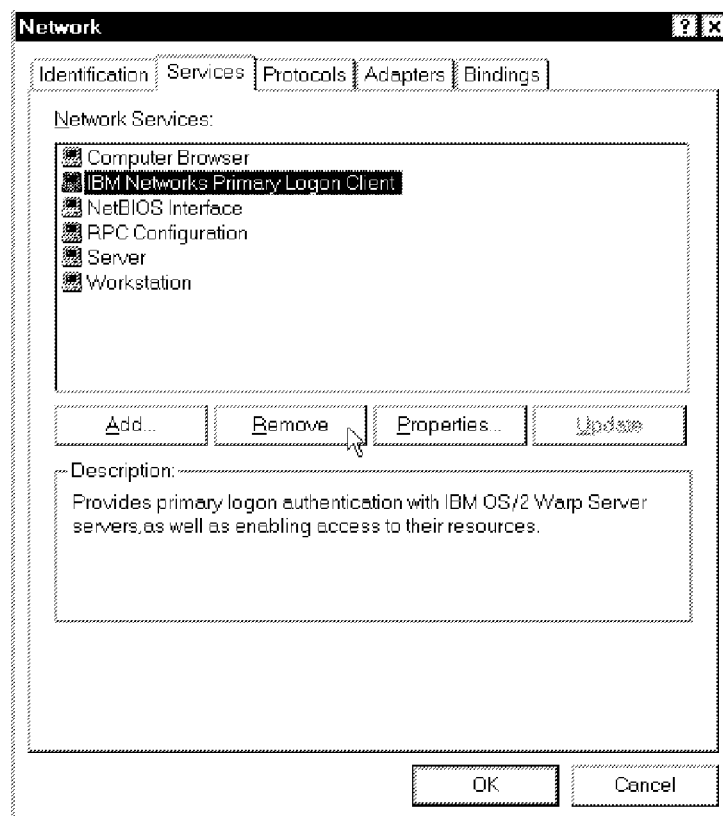 Network
Identification Services Protocols Adapters Bindings
Network Services:
Computer Browser
IBM Networks Primary Logon Client
NetBIOS Interface
RPC Configuration
Server
Workstation
Add... Remove Properties... Update
Description:
Provides primary logon authentication with IBM OS/2 Warp Server
servers,as well as enabling access to their resources.
OK Cancel